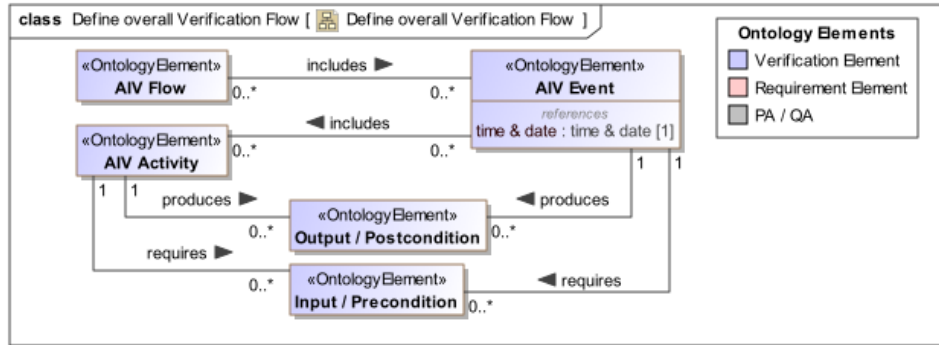 class Define overall Verification Flow [ Define overall Verification Flow ]
Ontology Elements
Verification Element
Requirement Element
PA / QA
«OntologyElement»
AIV Flow
includes
0..*
0..*
«OntologyElement»
AIV Event
references
time & date : time & date [1]
includes
0..*
0..*
«OntologyElement»
AIV Activity
1
1
1
1
produces
produces
«OntologyElement»
Output / Postcondition
0..*
0..*
requires
requires
«OntologyElement»
Input / Precondition
0..*
0..*